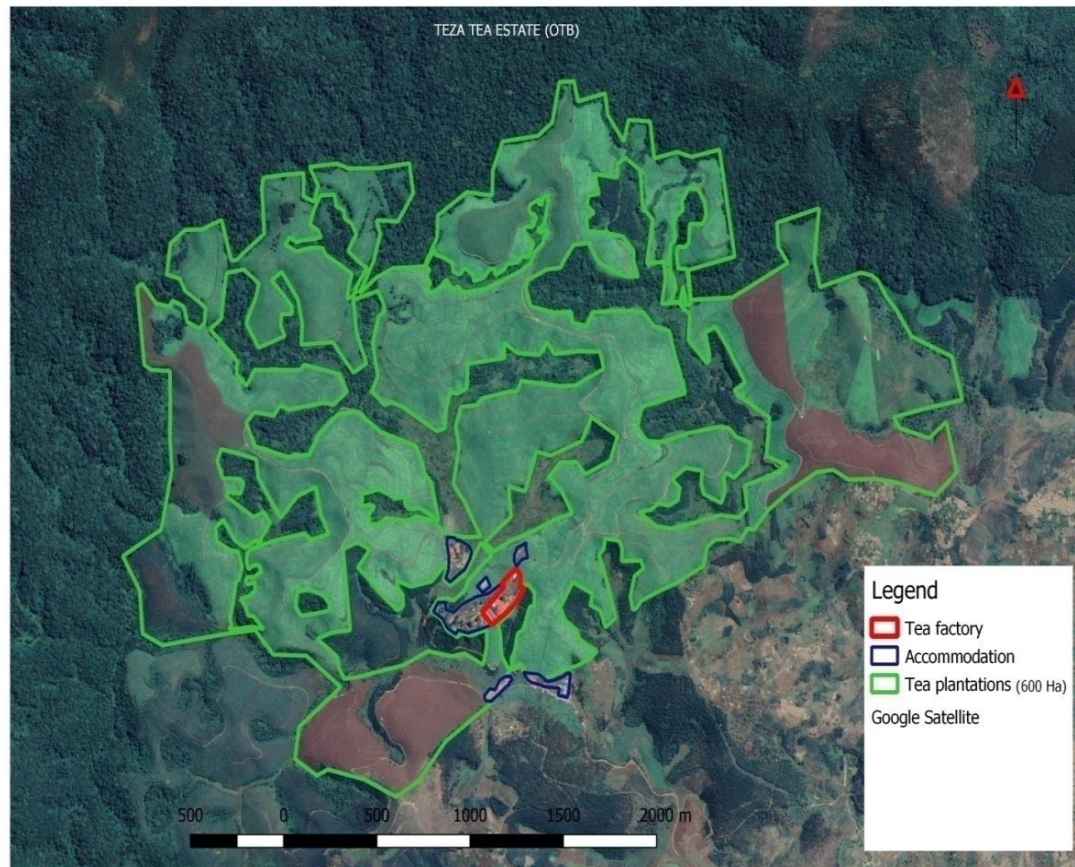 TEZA TEA ESTATE (OTB)
Legend
Tea factory
Accommodation
Tea plantations (600 Ha)
Google Satellite
500 0 500 1000 1500 2000 m